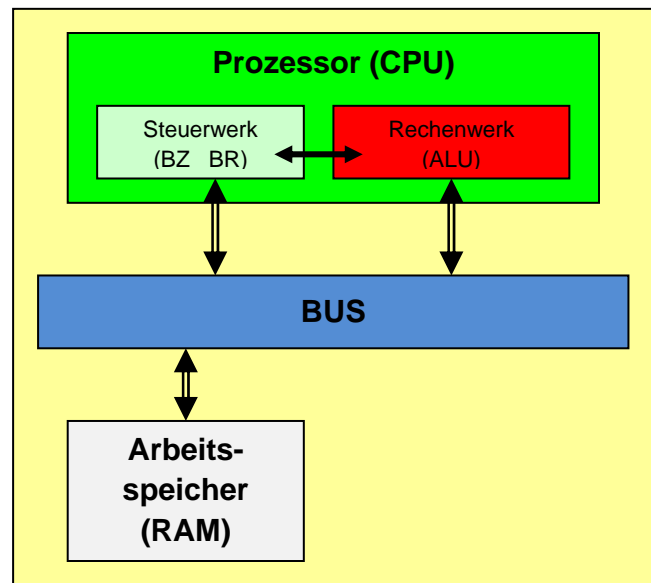 Prozessor (CPU)
Steuerwerk
(BZ BR)
Rechenwerk
(ALU)
BUS
Arbeits-
speicher
(RAM)